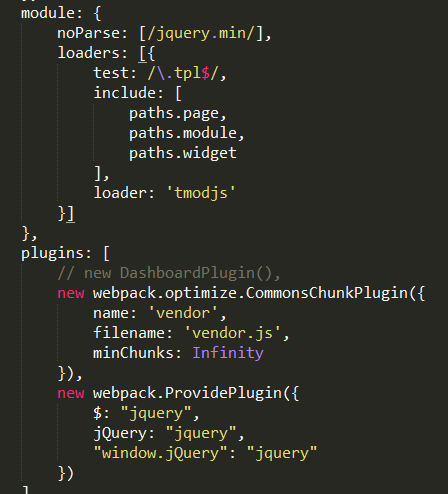 module: {
noParse: [/jquery.min/],
loaders: [{
test: /\.tpl$/,
include: [
paths.page,
paths.module,
paths.widget
],
loader: 'tmodjs'
}]
},
plugins: [
// new DashboardPlugin(),
new webpack.optimize.CommonsChunkPlugin({
name: 'vendor',
filename: 'vendor.js',
minChunks: Infinity
}),
new webpack.ProvidePlugin({
$: "jquery",
jQuery: "jquery",
"window.jQuery": "jquery"
})
]